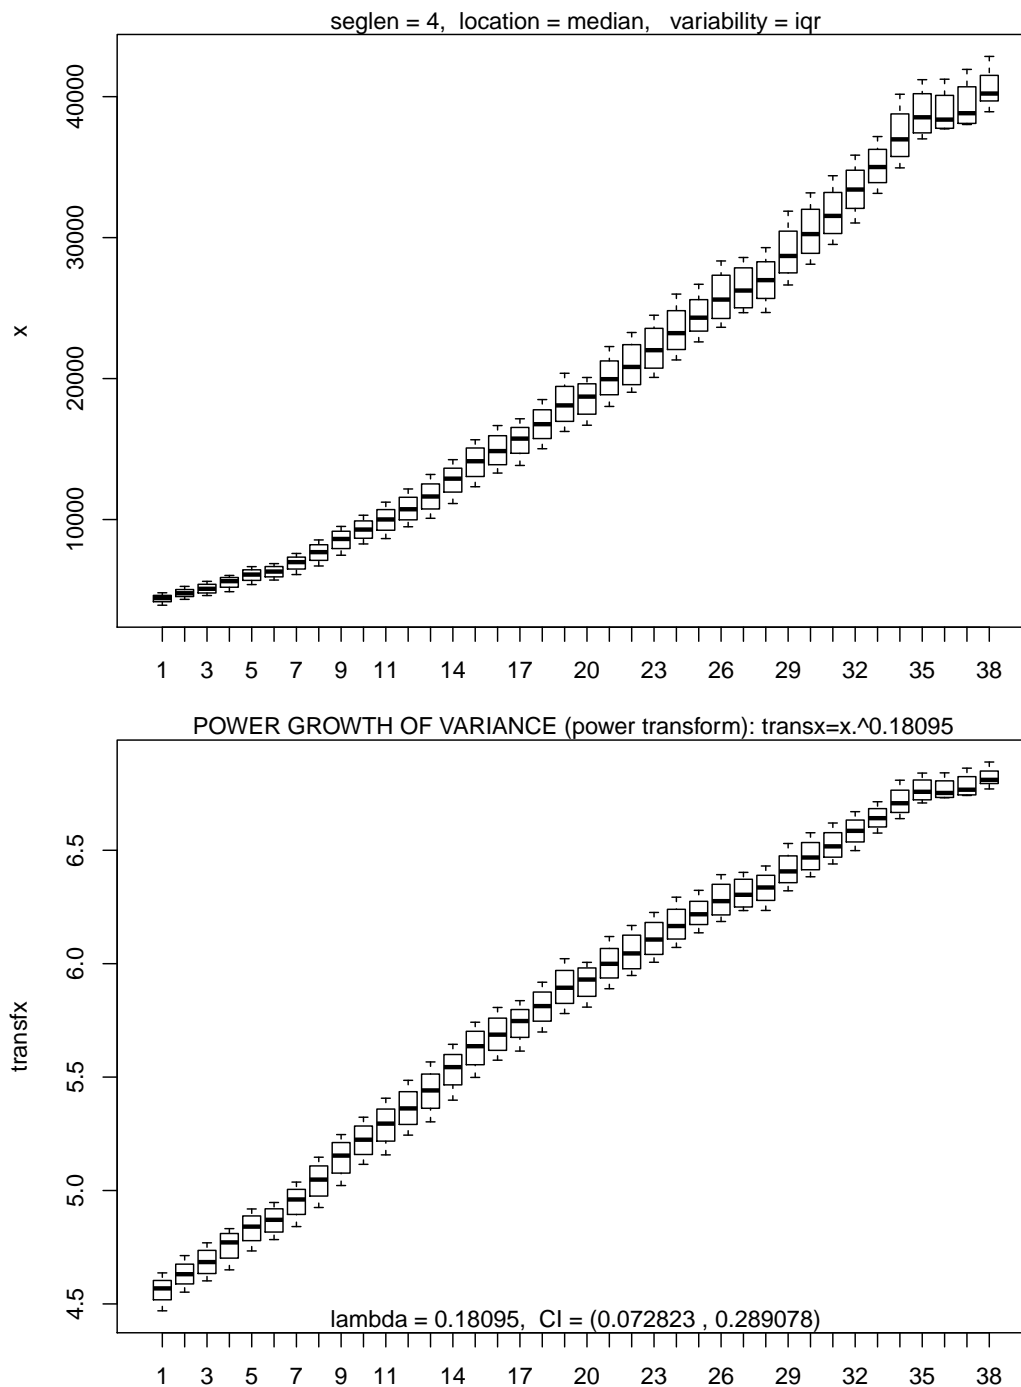 seglen = 4, location = median, variability = iqr
x
40000
30000
20000
10000
1 3 5 7 9 11 14 17 20 23 26 29 32 35 38
POWER GROWTH OF VARIANCE (power transform): transx=x.^0.18095
transfx
6.5
6.0
5.5
5.0
4.5
lambda = 0.18095, CI = (0.072823 , 0.289078)
1 3 5 7 9 11 14 17 20 23 26 29 32 35 38